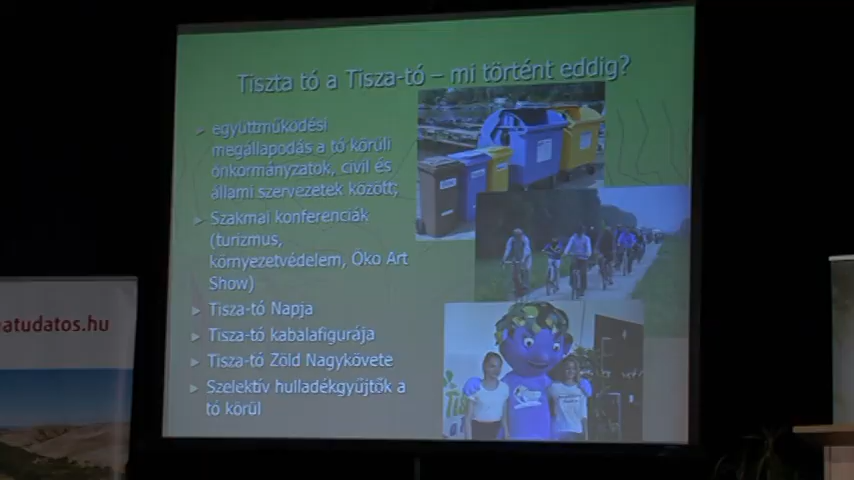 Tiszta tó a Tisza-tó – mi történt eddig?
együttműködési
megállapodás a tó körüli
önkormányzatok, civil és
állami szervezetek között;
Szakmai konferenciák
(turizmus,
környezetvédelem, Öko Art
Show)
Tisza-tó Napja
Tisza-tó kabalafigurája
Tisza-tó Zöld Nagykövete
Szelektív hulladékgyűjtők a
tó körül
atudatos.hu